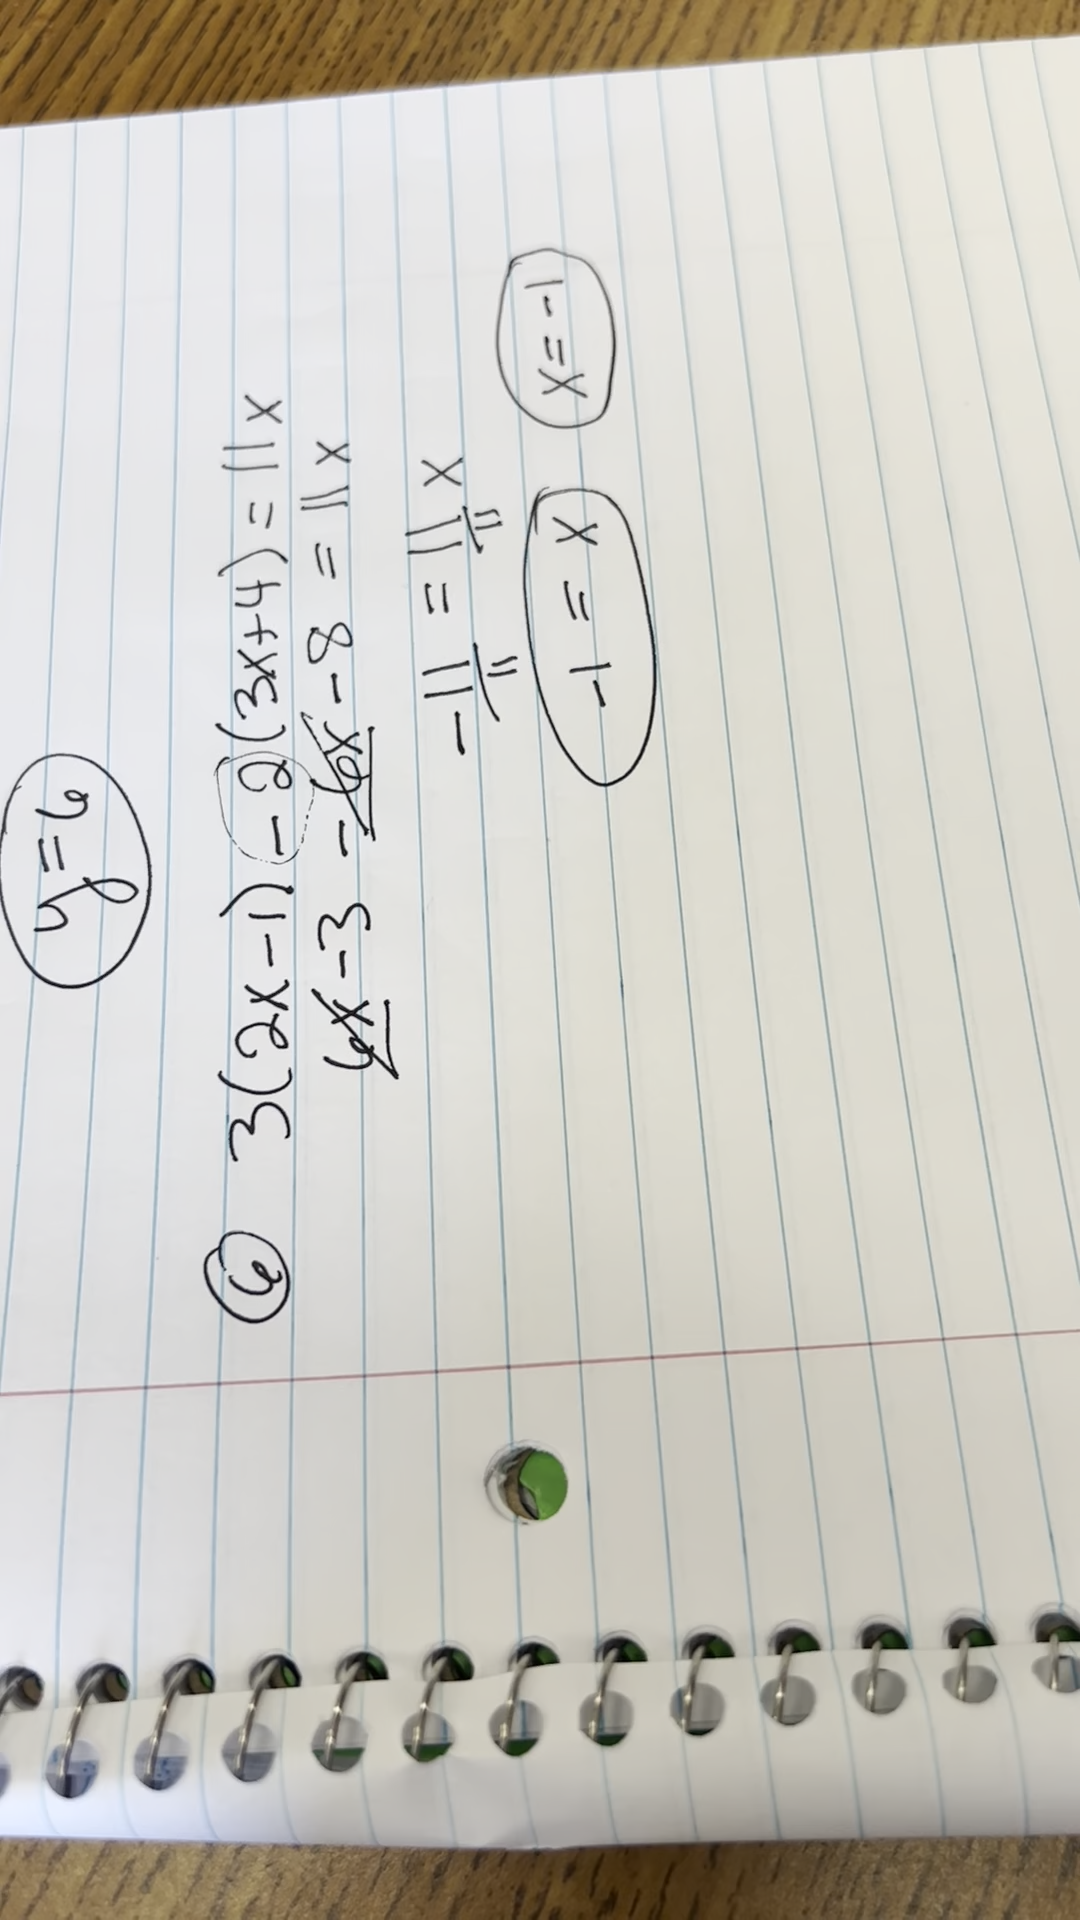 y = 6
6 3(2x-1) -2(3x+4) = 11x
6x - 3 - 6x - 8 = 11x
-11 = 11x
11 11
-1 = x x = -1